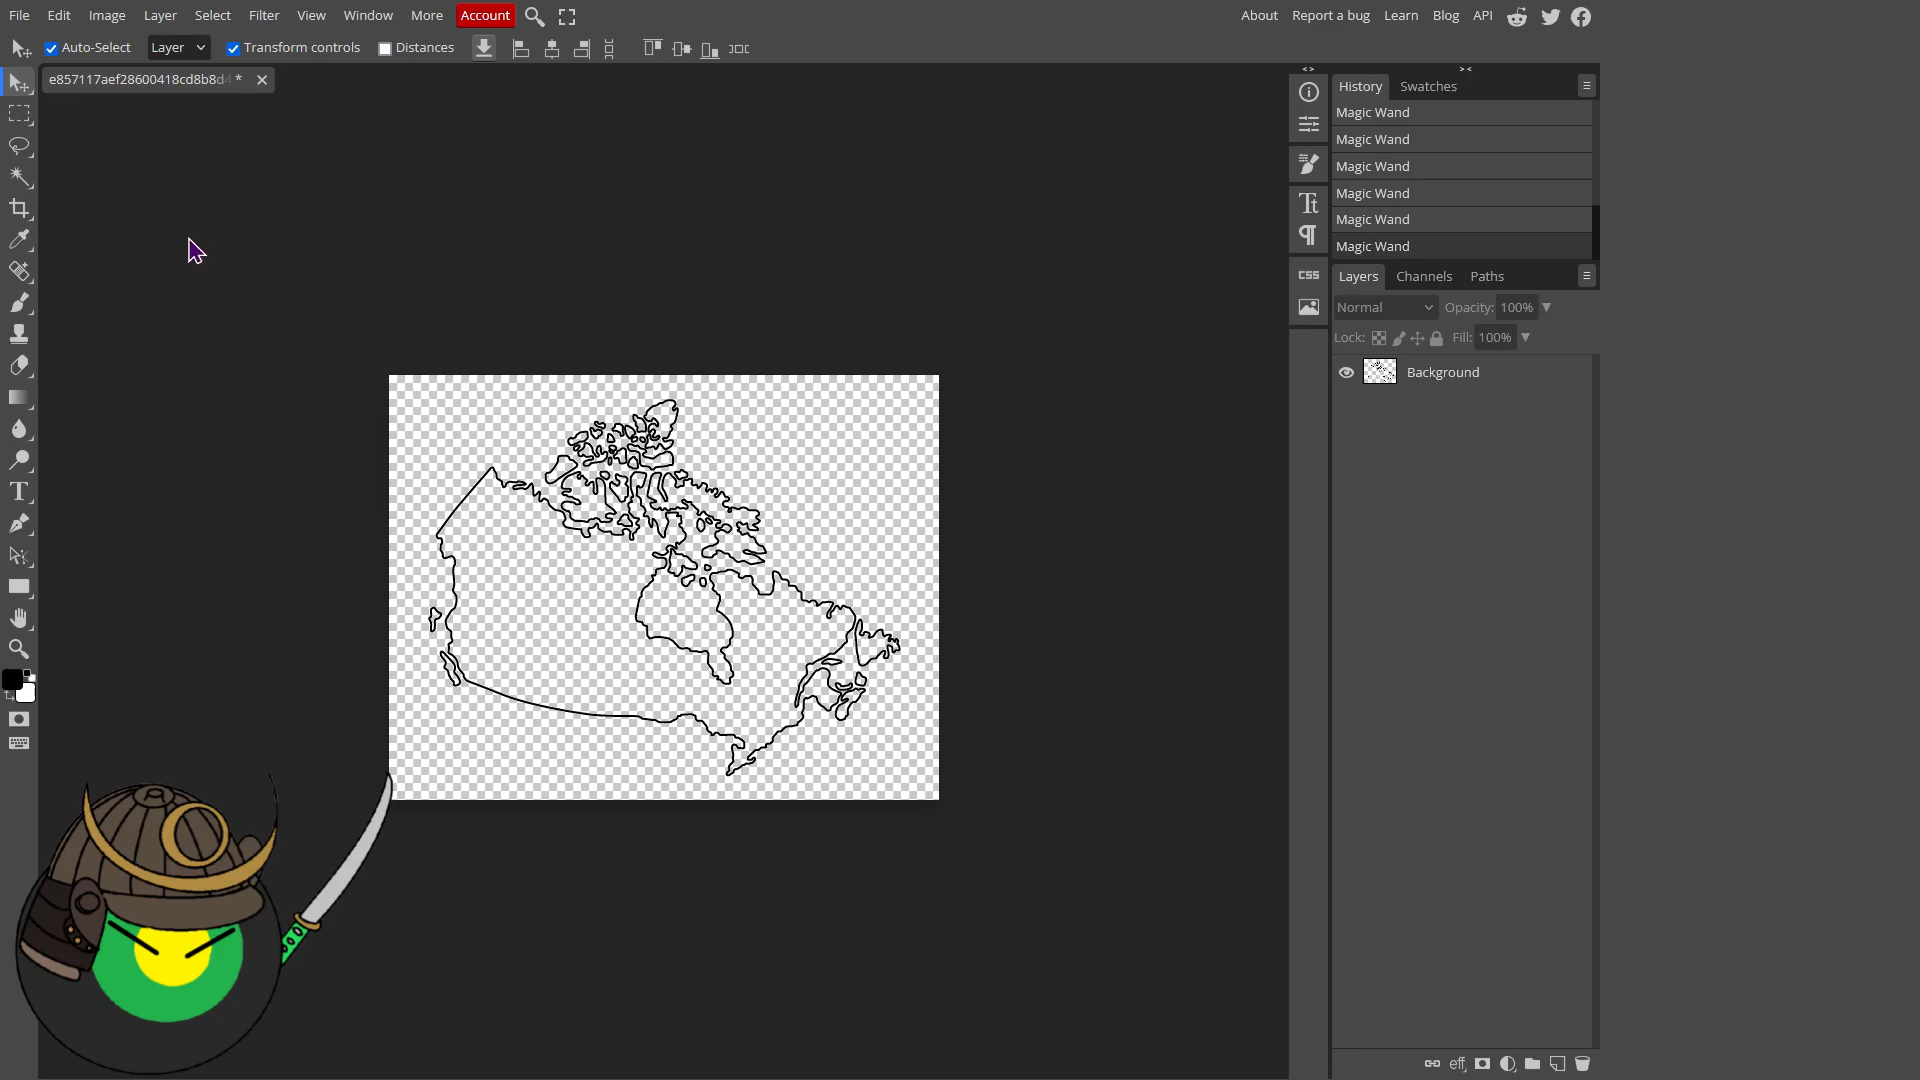 File Edit Image Layer Select Filter View Window More Account About Report a bug Learn Blog API
Auto-Select Layer Transform controls Distances
e857117aef28600418cd8b8d4 *
History Swatches
Magic Wand
Magic Wand
Magic Wand
Magic Wand
Magic Wand
Magic Wand
Layers Channels Paths
Normal Opacity: 100%
Lock: Fill: 100%
Background
CSS
eff